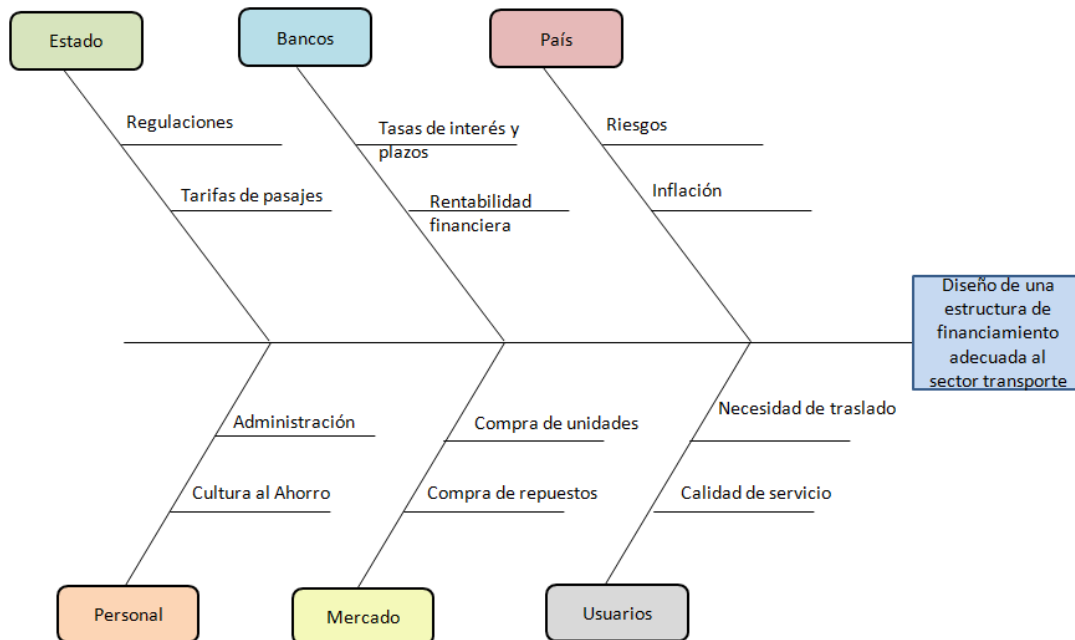 Estado
Bancos
País
Regulaciones
Tasas de interés y
plazos
Riesgos
Tarifas de pasajes
Rentabilidad
financiera
Inflación
Diseño de una
estructura de
financiamiento
adecuada al
sector transporte
Administración
Compra de unidades
Necesidad de traslado
Cultura al Ahorro
Compra de repuestos
Calidad de servicio
Personal
Mercado
Usuarios